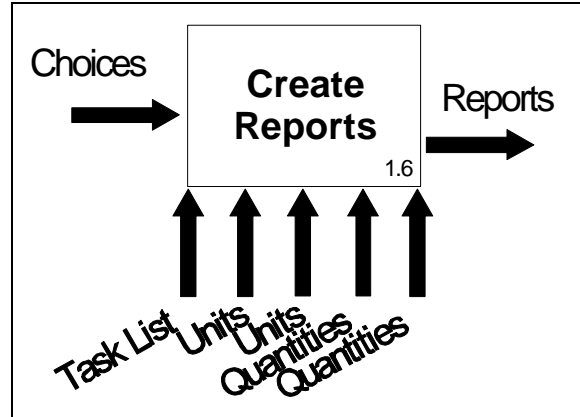 Choices
Create
Reports
Reports
1.6
Task List
Units
Units
Quantities
Quantities